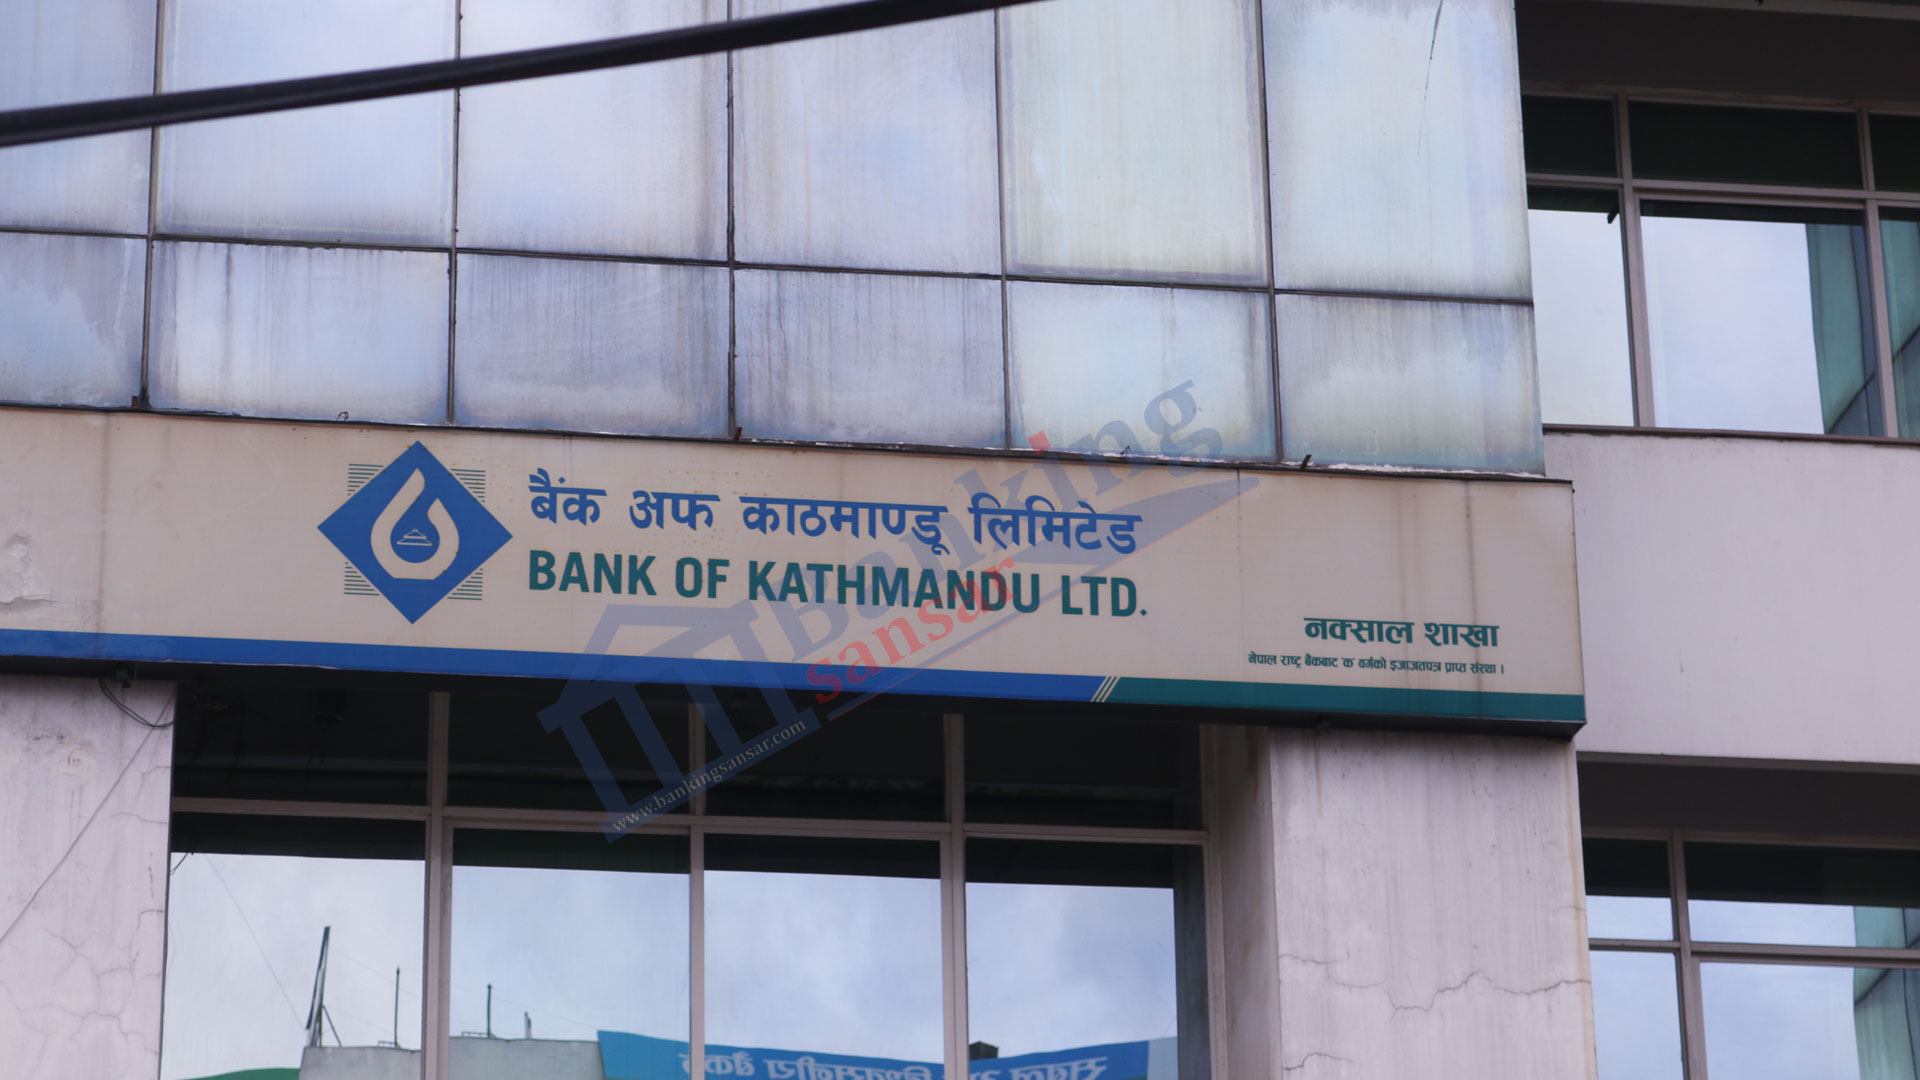 बैंक अफ काठमाण्डू लिमिटेड
BANK OF KATHMANDU LTD.
नक्साल शाखा
नेपाल राष्ट्र बैंकबाट 'क' वर्गको इजाजतपत्र प्राप्त संस्था ।
Banking
sansar
www.bankingsansar.com